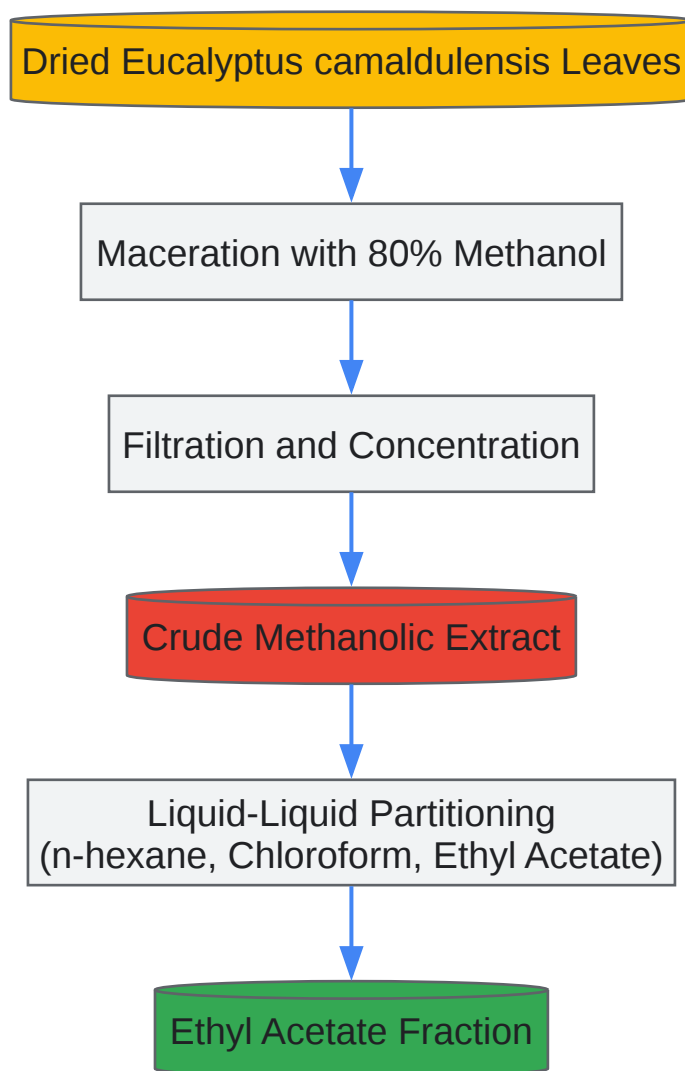 Dried Eucalyptus camaldulensis Leaves
Maceration with 80% Methanol
Filtration and Concentration
Crude Methanolic Extract
Liquid-Liquid Partitioning
(n-hexane, Chloroform, Ethyl Acetate)
Ethyl Acetate Fraction